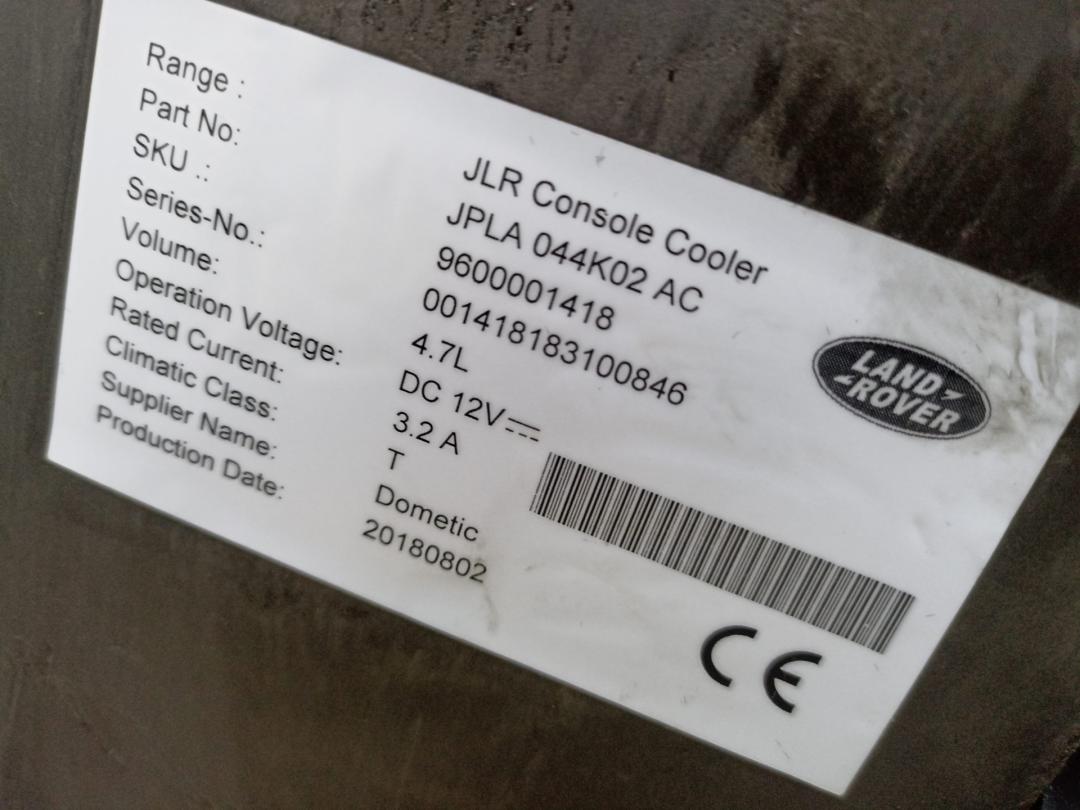 Range : JLR Console Cooler
Part No: JPLA 044K02 AC
SKU .: 9600001418
Series-No.: 001418183100846
Volume: 4.7L
Operation Voltage: DC 12V
Rated Current: 3.2 A
Climatic Class: T
Supplier Name: Dometic
Production Date: 20180802
LAND
ROVER
CE